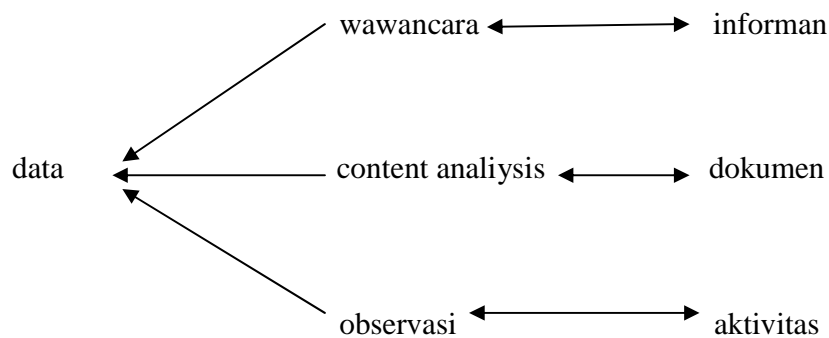 wawancara informan
data content analiysis dokumen
observasi aktivitas